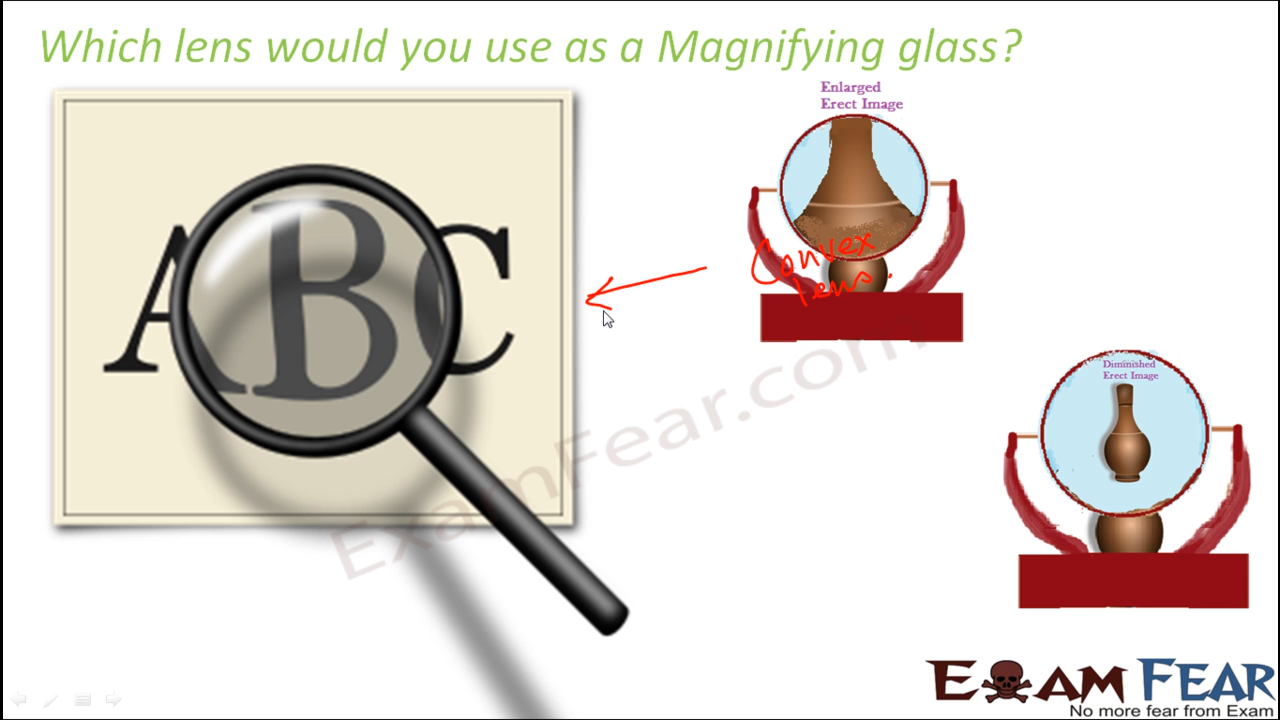 Which lens would you use as a Magnifying glass?
Enlarged
Erect Image
ABC
Convex
lens.
Diminished
Erect Image
ExamFear.com
EXAM FEAR
No more fear from Exam